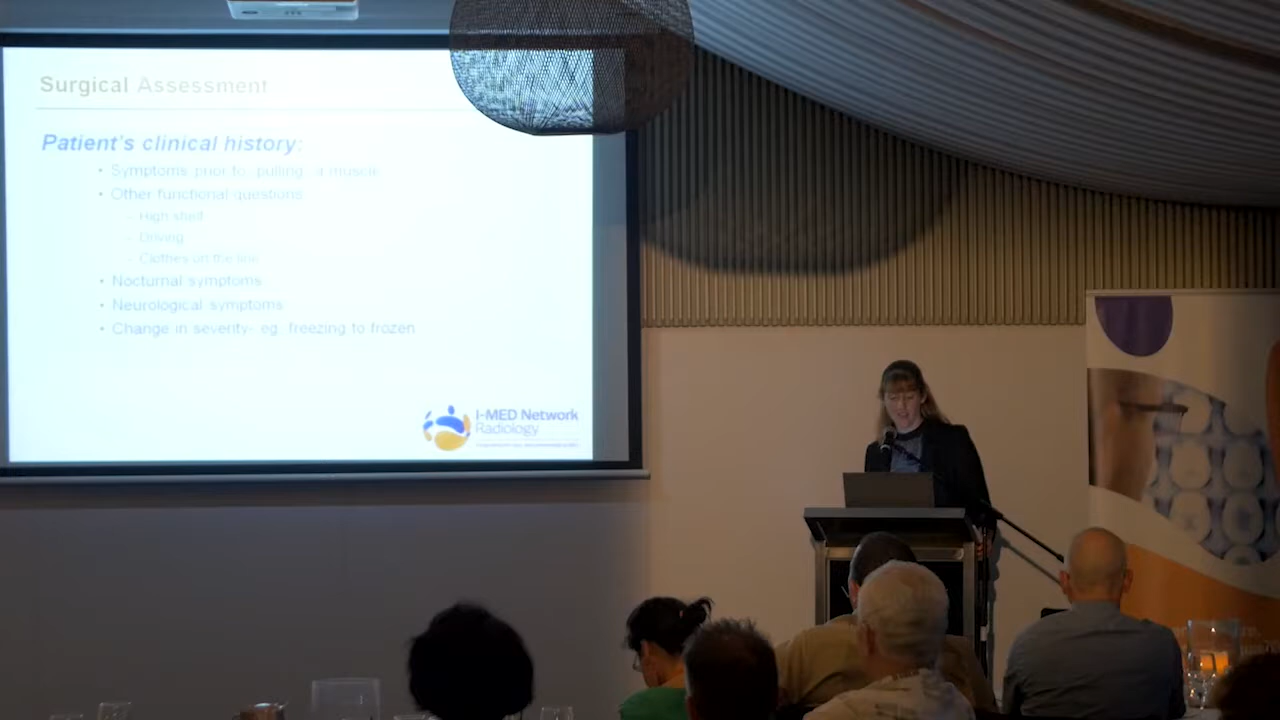 Surgical Assessment
Patient's clinical history:
• Symptoms prior to "pulling" a muscle
• Other functional questions
– High shelf
– Driving
– Clothes on the line
• Nocturnal symptoms
• Neurological symptoms
• Change in severity- eg. freezing to frozen
I-MED Network
Radiology